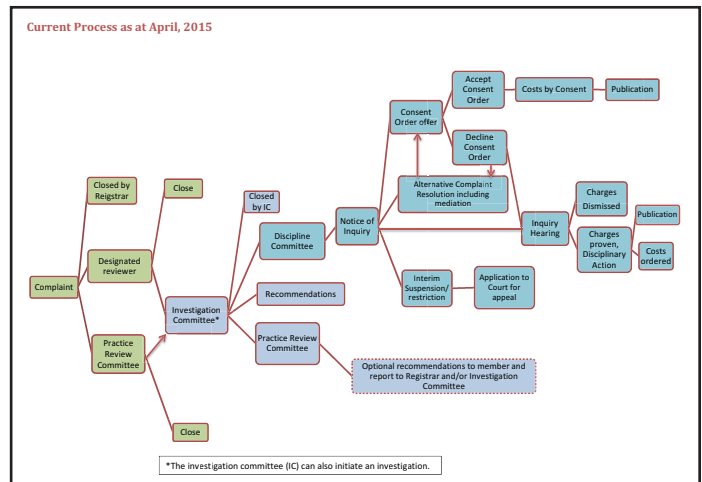 Current Process as at April, 2015
Accept
Consent
Order
Costs by Consent
Publication
Consent
Order offer
Decline
Consent
Order
Closed by
Reigstrar
Close
Closed
by IC
Alternative Complaint
Resolution including
mediation
Charges
Dismissed
Publication
Discipline
Committee
Notice of
Inquiry
Inquiry
Hearing
Charges
proven,
Disciplinary
Action
Costs
ordered
Designated
reviewer
Complaint
Investigation
Committee*
Recommendations
Interim
Suspension/
restriction
Application to
Court for
appeal
Practice
Review
Committee
Practice Review
Committee
Optional recommendations to member and
report to Registrar and/or Investigation
Committee
Close
*The investigation committee (IC) can also initiate an investigation.